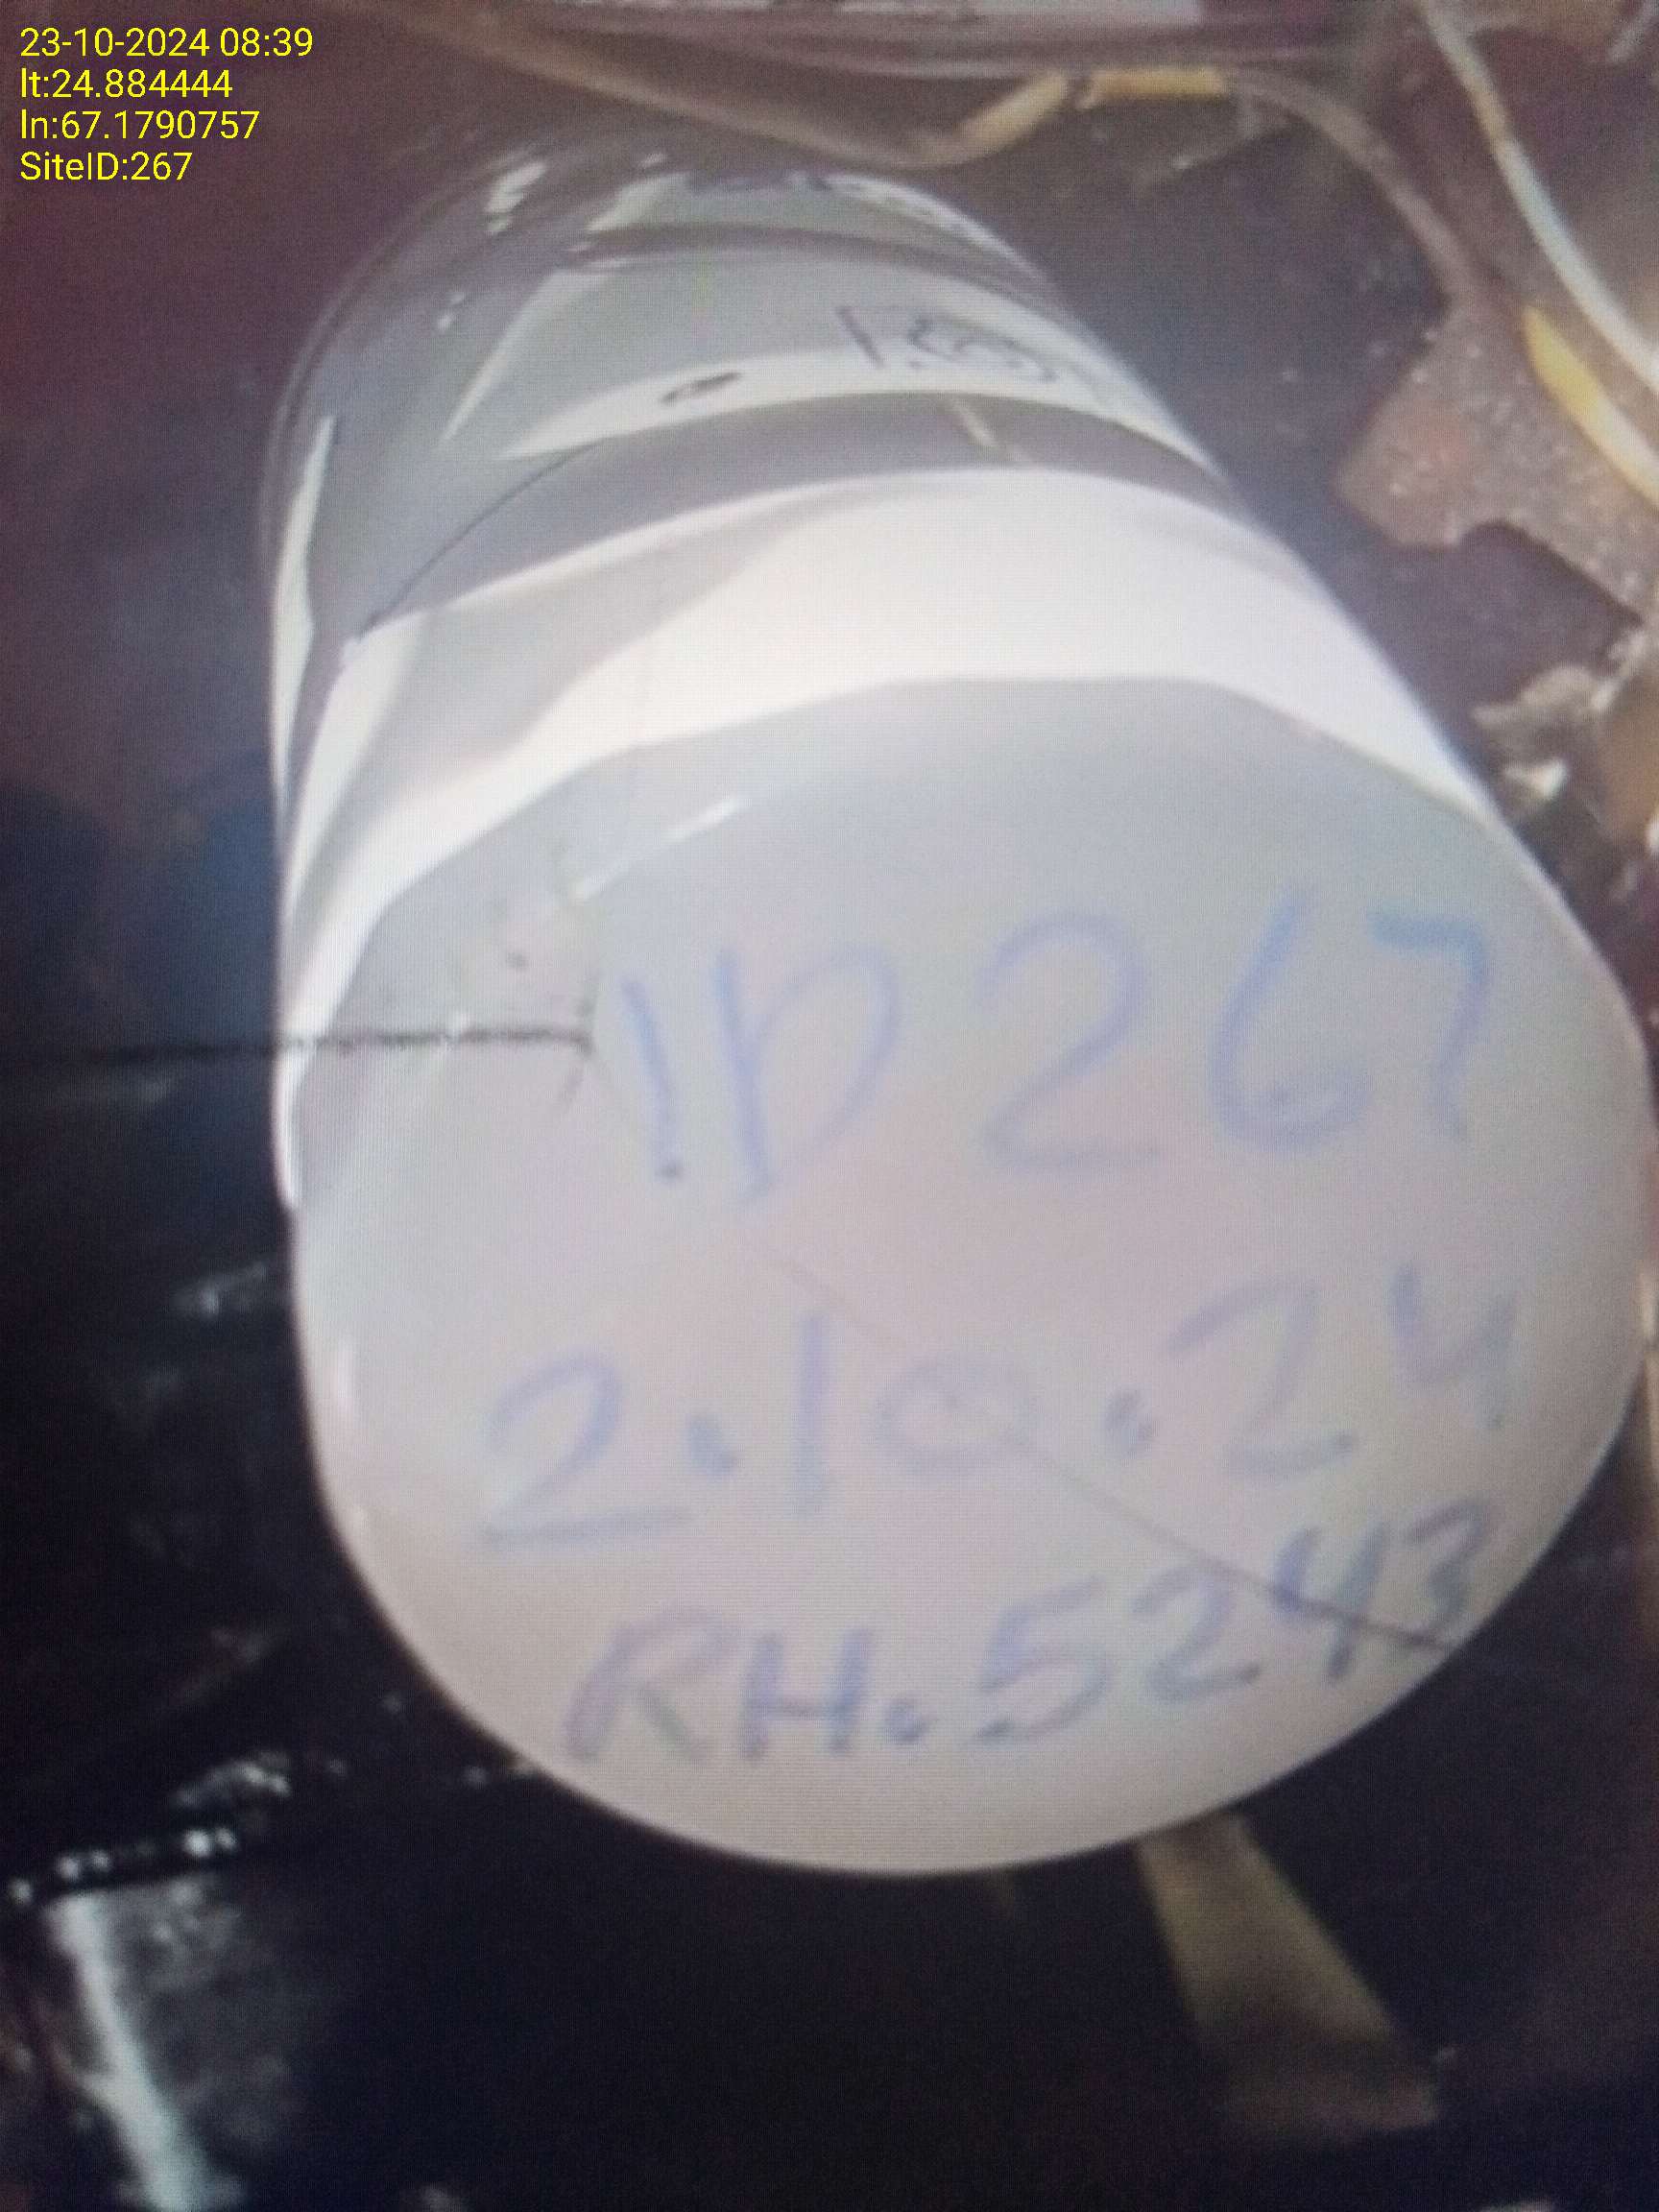 23-10-2024 08:39
lt:24.884444
ln:67.1790757
SiteID:267
ID 267
2.10.24
RH.5243